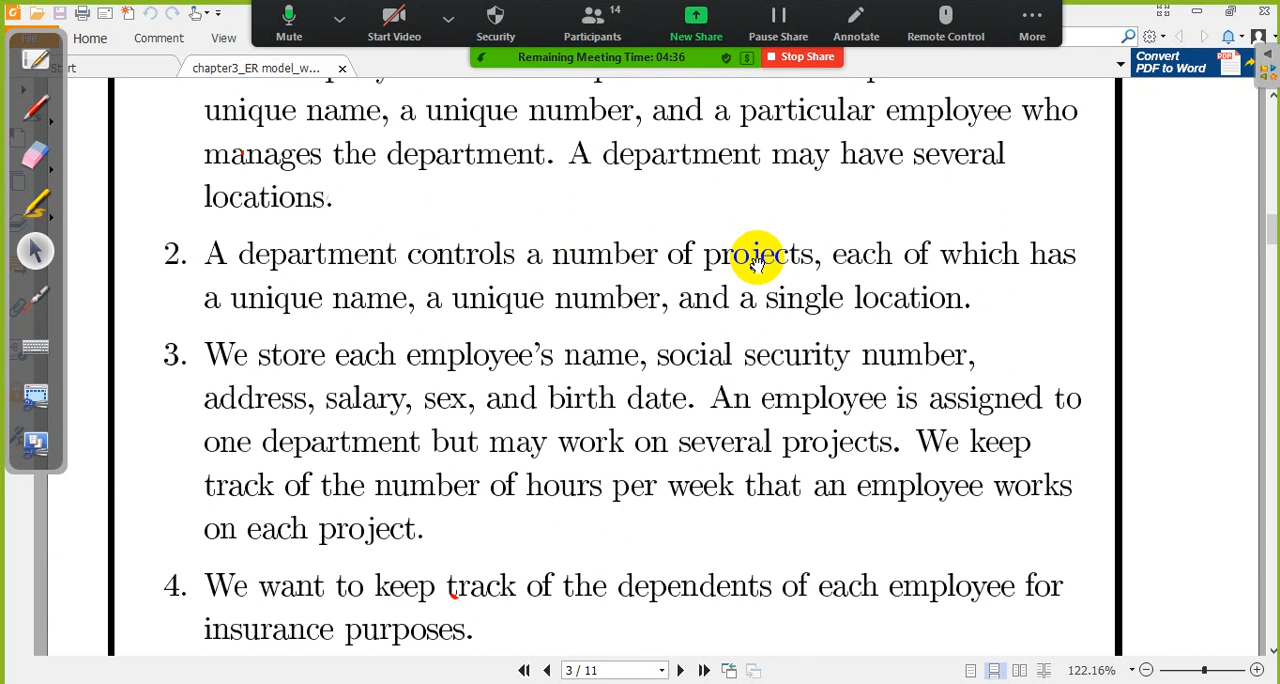 14
Mute
Start Video
Security
Participants
New Share
Pause Share
Annotate
Remote Control
More
File
Home
Comment
View
Remaining Meeting Time: 04:36
Stop Share
chapter3_ER model_w...
Convert
PDF to Word
unique name, a unique number, and a particular employee who
manages the department. A department may have several
locations.
2. A department controls a number of projects, each of which has
a unique name, a unique number, and a single location.
3. We store each employee's name, social security number,
address, salary, sex, and birth date. An employee is assigned to
one department but may work on several projects. We keep
track of the number of hours per week that an employee works
on each project.
4. We want to keep track of the dependents of each employee for
insurance purposes.
3 / 11
122.16%